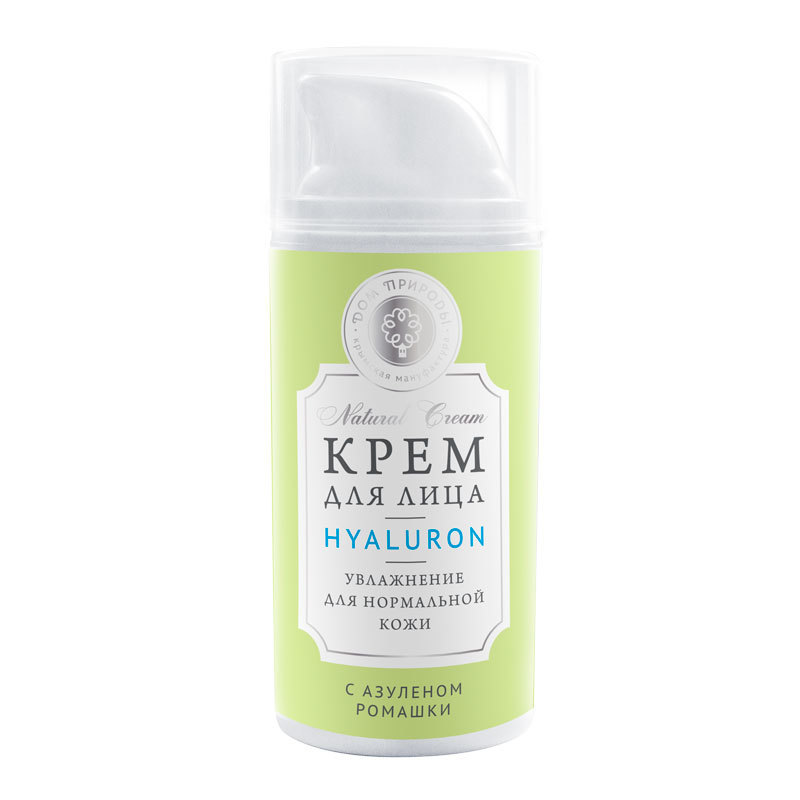 ДОМ ПРИРОДЫ
крымская мануфактура
Natural Cream
КРЕМ
ДЛЯ ЛИЦА
HYALURON
УВЛАЖНЕНИЕ
ДЛЯ НОРМАЛЬНОЙ
КОЖИ
С АЗУЛЕНОМ
РОМАШКИ